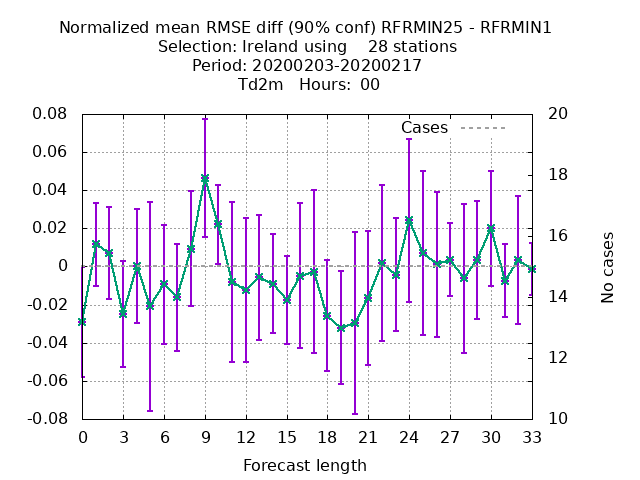 Normalized mean RMSE diff (90% conf) RFRMIN25 - RFRMIN1
Selection: Ireland using    28 stations
Period: 20200203-20200217
Td2m   Hours:  00
Cases
0.08
0.06
0.04
0.02
0
-0.02
-0.04
-0.06
-0.08
20
18
16
14
12
10
No cases
0 3 6 9 12 15 18 21 24 27 30 33
Forecast length